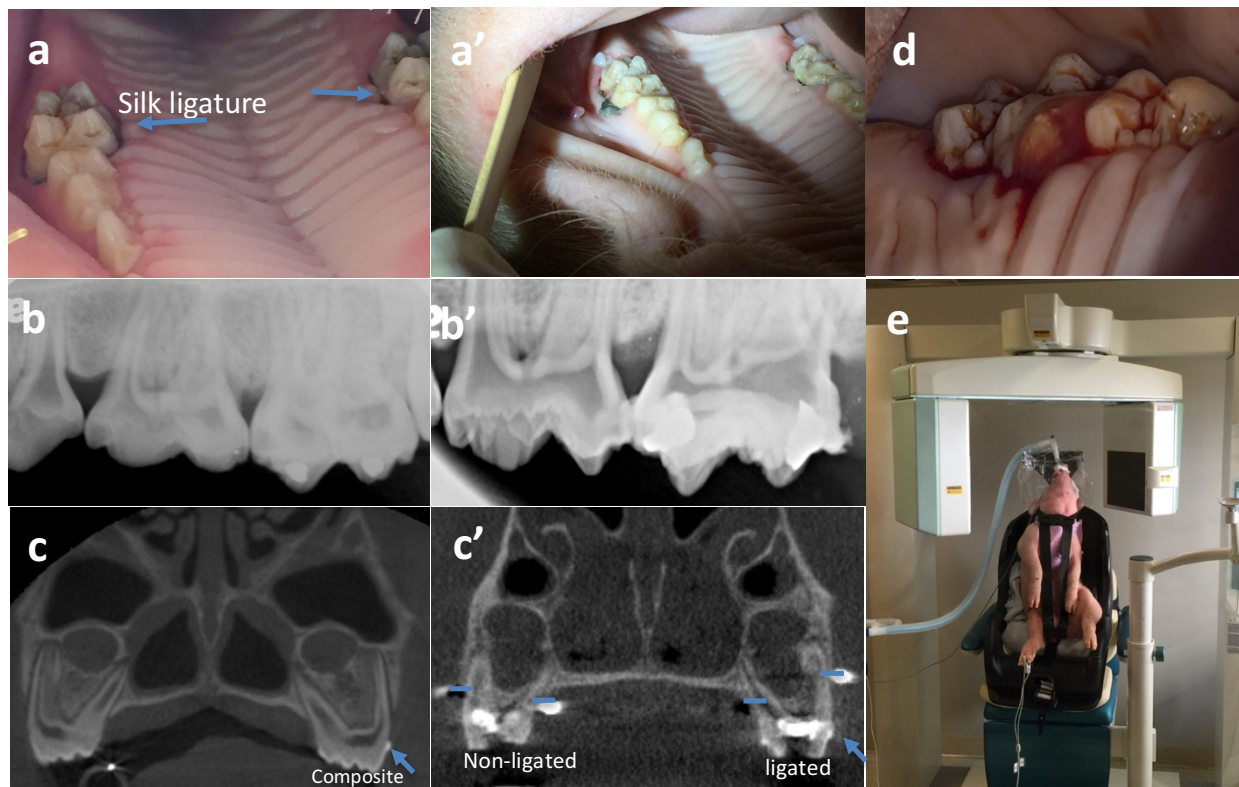 a
Silk ligature
a’
d
b
b’
e
c
Composite
c’
Non-ligated
ligated